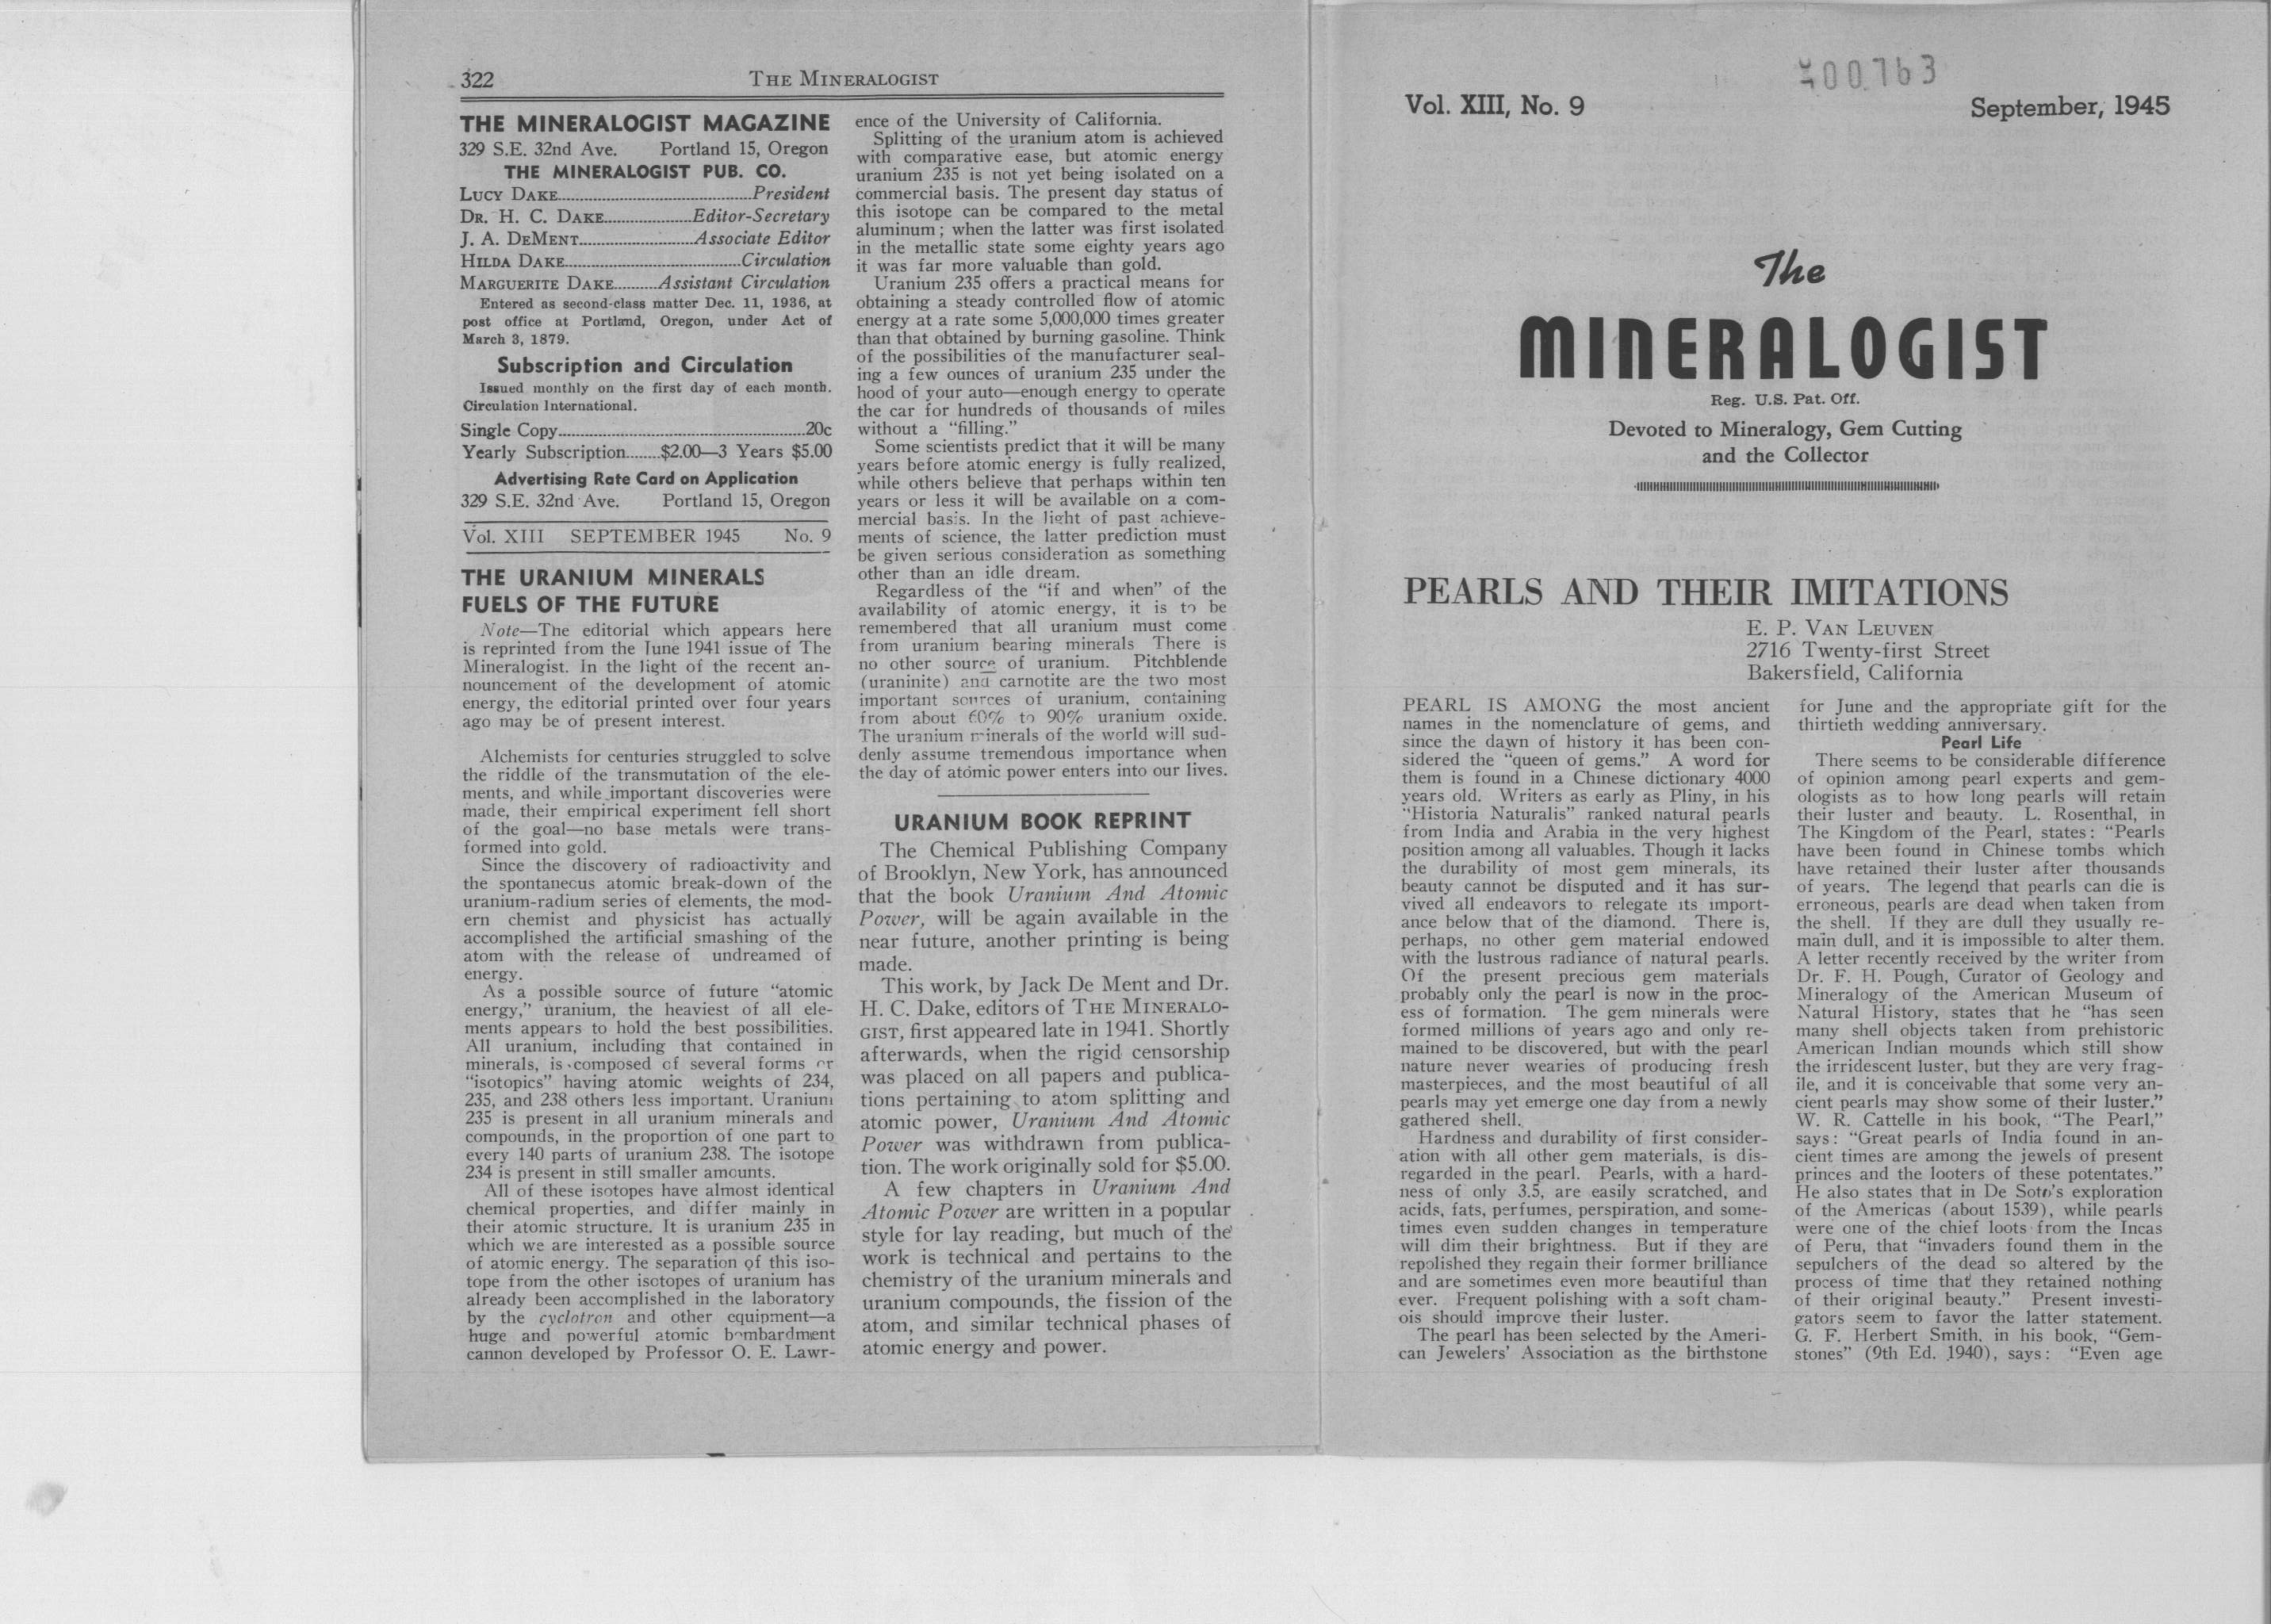 322
THE MINERALOGIST
THE MINERALOGIST MAGAZINE
329 S.E. 32nd Ave. Portland 15, Oregon
THE MINERALOGIST PUB. CO.
LUCY DAKE President
DR. H. C. DAKE Editor-Secretary
J. A. DEMENT Associate Editor
HILDA DAKE Circulation
MARGUERITE DAKE Assistant Circulation
Entered as second-class matter Dec. 11, 1936, at
post office at Portland, Oregon, under Act of
March 3, 1879.
Subscription and Circulation
Issued monthly on the first day of each month.
Circulation International.
Single Copy 20c
Yearly Subscription $2.00—3 Years $5.00
Advertising Rate Card on Application
329 S.E. 32nd Ave. Portland 15, Oregon
Vol. XIII SEPTEMBER 1945 No. 9
THE URANIUM MINERALS
FUELS OF THE FUTURE
Note—The editorial which appears here
is reprinted from the June 1941 issue of The
Mineralogist. In the light of the recent an-
nouncement of the development of atomic
energy, the editorial printed over four years
ago may be of present interest.
Alchemists for centuries struggled to solve
the riddle of the transmutation of the ele-
ments, and while important discoveries were
made, their empirical experiment fell short
of the goal—no base metals were trans-
formed into gold.
Since the discovery of radioactivity and
the spontanecus atomic break-down of the
uranium-radium series of elements, the mod-
ern chemist and physicist has actually
accomplished the artificial smashing of the
atom with the release of undreamed of
energy.
As a possible source of future “atomic
energy,” uranium, the heaviest of all ele-
ments appears to hold the best possibilities.
All uranium, including that contained in
minerals, is composed of several forms or
“isotopics” having atomic weights of 234,
235, and 238 others less important. Uranium
235 is present in all uranium minerals and
compounds, in the proportion of one part to
every 140 parts of uranium 238. The isotope
234 is present in still smaller amounts.
All of these isotopes have almost identical
chemical properties, and differ mainly in
their atomic structure. It is uranium 235 in
which we are interested as a possible source
of atomic energy. The separation of this iso-
tope from the other isctopes of uranium has
already been accomplished in the laboratory
by the cyclotron and other equipment—a
huge and powerful atomic bombardment
cannon developed by Professor O. E. Lawr-
ence of the University of California.
Splitting of the uranium atom is achieved
with comparative ease, but atomic energy
uranium 235 is not yet being isolated on a
commercial basis. The present day status of
this isotope can be compared to the metal
aluminum; when the latter was first isolated
in the metallic state some eighty years ago
it was far more valuable than gold.
Uranium 235 offers a practical means for
obtaining a steady controlled flow of atomic
energy at a rate some 5,000,000 times greater
than that obtained by burning gasoline. Think
of the possibilities of the manufacturer seal-
ing a few ounces of uranium 235 under the
hood of your auto—enough energy to operate
the car for hundreds of thousands of miles
without a “filling.”
Some scientists predict that it will be many
years before atomic energy is fully realized,
while others believe that perhaps within ten
years or less it will be available on a com-
mercial basis. In the light of past achieve-
ments of science, the latter prediction must
be given serious consideration as something
other than an idle dream.
Regardless of the “if and when” of the
availability of atomic energy, it is to be
remembered that all uranium must come
from uranium bearing minerals There is
no other source of uranium. Pitchblende
(uraninite) and carnotite are the two most
important sources of uranium, containing
from about 60% to 90% uranium oxide.
The uranium minerals of the world will sud-
denly assume tremendous importance when
the day of atomic power enters into our lives.
URANIUM BOOK REPRINT
The Chemical Publishing Company
of Brooklyn, New York, has announced
that the book Uranium And Atomic
Power, will be again available in the
near future, another printing is being
made.
This work, by Jack De Ment and Dr.
H. C. Dake, editors of THE MINERALO-
GIST, first appeared late in 1941. Shortly
afterwards, when the rigid censorship
was placed on all papers and publica-
tions pertaining to atom splitting and
atomic power, Uranium And Atomic
Power was withdrawn from publica-
tion. The work originally sold for $5.00.
A few chapters in Uranium And
Atomic Power are written in a popular
style for lay reading, but much of the
work is technical and pertains to the
chemistry of the uranium minerals and
uranium compounds, the fission of the
atom, and similar technical phases of
atomic energy and power.
00763
Vol. XIII, No. 9 September, 1945
The
MINERALOGIST
Reg. U.S. Pat. Off.
Devoted to Mineralogy, Gem Cutting
and the Collector
PEARLS AND THEIR IMITATIONS
E. P. VAN LEUVEN
2716 Twenty-first Street
Bakersfield, California
PEARL IS AMONG the most ancient
names in the nomenclature of gems, and
since the dawn of history it has been con-
sidered the “queen of gems.” A word for
them is found in a Chinese dictionary 4000
years old. Writers as early as Pliny, in his
“Historia Naturalis” ranked natural pearls
from India and Arabia in the very highest
position among all valuables. Though it lacks
the durability of most gem minerals, its
beauty cannot be disputed and it has sur-
vived all endeavors to relegate its import-
ance below that of the diamond. There is,
perhaps, no other gem material endowed
with the lustrous radiance of natural pearls.
Of the present precious gem materials
probably only the pearl is now in the proc-
ess of formation. The gem minerals were
formed millions of years ago and only re-
mained to be discovered, but with the pearl
nature never wearies of producing fresh
masterpieces, and the most beautiful of all
pearls may yet emerge one day from a newly
gathered shell.
Hardness and durability of first consider-
ation with all other gem materials, is dis-
regarded in the pearl. Pearls, with a hard-
ness of only 3.5, are easily scratched, and
acids, fats, perfumes, perspiration, and some-
times even sudden changes in temperature
will dim their brightness. But if they are
repolished they regain their former brilliance
and are sometimes even more beautiful than
ever. Frequent polishing with a soft cham-
ois should improve their luster.
The pearl has been selected by the Ameri-
can Jewelers’ Association as the birthstone
for June and the appropriate gift for the
thirtieth wedding anniversary.
Pearl Life
There seems to be considerable difference
of opinion among pearl experts and gem-
ologists as to how long pearls will retain
their luster and beauty. L. Rosenthal, in
The Kingdom of the Pearl, states: “Pearls
have been found in Chinese tombs which
have retained their luster after thousands
of years. The legend that pearls can die is
erroneous, pearls are dead when taken from
the shell. If they are dull they usually re-
main dull, and it is impossible to alter them.
A letter recently received by the writer from
Dr. F. H. Pough, Curator of Geology and
Mineralogy of the American Museum of
Natural History, states that he “has seen
many shell objects taken from prehistoric
American Indian mounds which still show
the irridescent luster, but they are very frag-
ile, and it is conceivable that some very an-
cient pearls may show some of their luster.”
W. R. Cattelle in his book, “The Pearl,”
says: “Great pearls of India found in an-
cient times are among the jewels of present
princes and the looters of these potentates.”
He also states that in De Soto’s exploration
of the Americas (about 1539), while pearls
were one of the chief loots from the Incas
of Peru, that “invaders found them in the
sepulchers of the dead so altered by the
process of time that they retained nothing
of their original beauty.” Present investi-
gators seem to favor the latter statement.
G. F. Herbert Smith, in his book, “Gem-
stones” (9th Ed. 1940), says: “Even age